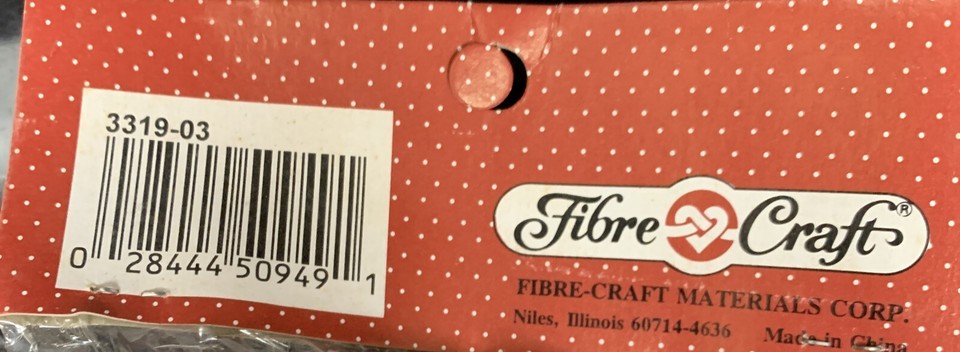 3319-03
0 28444 50949 1
Fibre Craft®
FIBRE-CRAFT MATERIALS CORP.
Niles, Illinois 60714-4636 Made in China